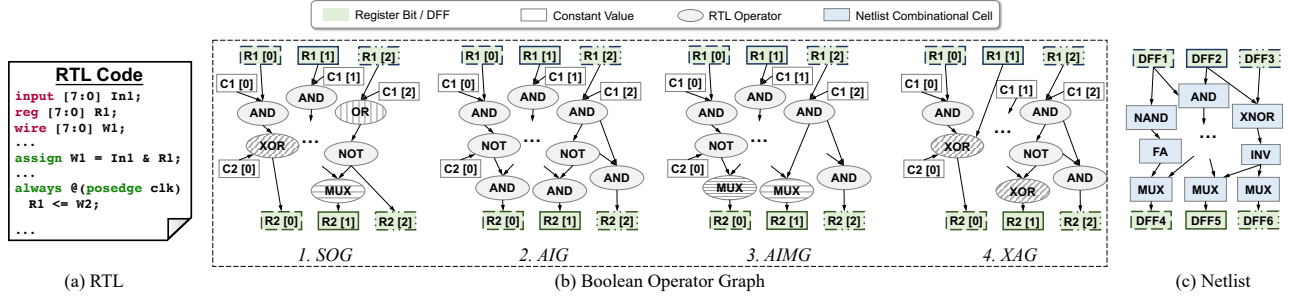 Register Bit / DFF
Constant Value
RTL Operator
Netlist Combinational Cell
RTL Code
input [7:0] In1;
reg [7:0] R1;
wire [7:0] W1;
...
assign W1 = In1 & R1;
...
always @(posedge clk)
R1 <= W2;
...
(a) RTL
R1 [0]
R1 [1]
R1 [2]
C1 [0]
C1 [1]
C1 [2]
AND
AND
OR
XOR
...
NOT
C2 [0]
MUX
R2 [0]
R2 [1]
R2 [2]
1. SOG
R1 [0]
R1 [1]
R1 [2]
C1 [0]
C1 [1]
C1 [2]
AND
AND
AND
NOT
...
NOT
C2 [0]
AND
AND
AND
R2 [0]
R2 [1]
R2 [2]
2. AIG
R1 [0]
R1 [1]
R1 [2]
C1 [0]
C1 [1]
C1 [2]
AND
AND
AND
NOT
...
C2 [0]
MUX
MUX
AND
R2 [0]
R2 [1]
R2 [2]
3. AIMG
R1 [0]
R1 [1]
R1 [2]
C1 [0]
C1 [1]
C1 [2]
AND
...
AND
XOR
NOT
C2 [0]
XOR
AND
R2 [0]
R2 [1]
R2 [2]
4. XAG
(b) Boolean Operator Graph
DFF1
DFF2
DFF3
AND
NAND
XNOR
...
FA
INV
MUX
MUX
MUX
DFF4
DFF5
DFF6
(c) Netlist